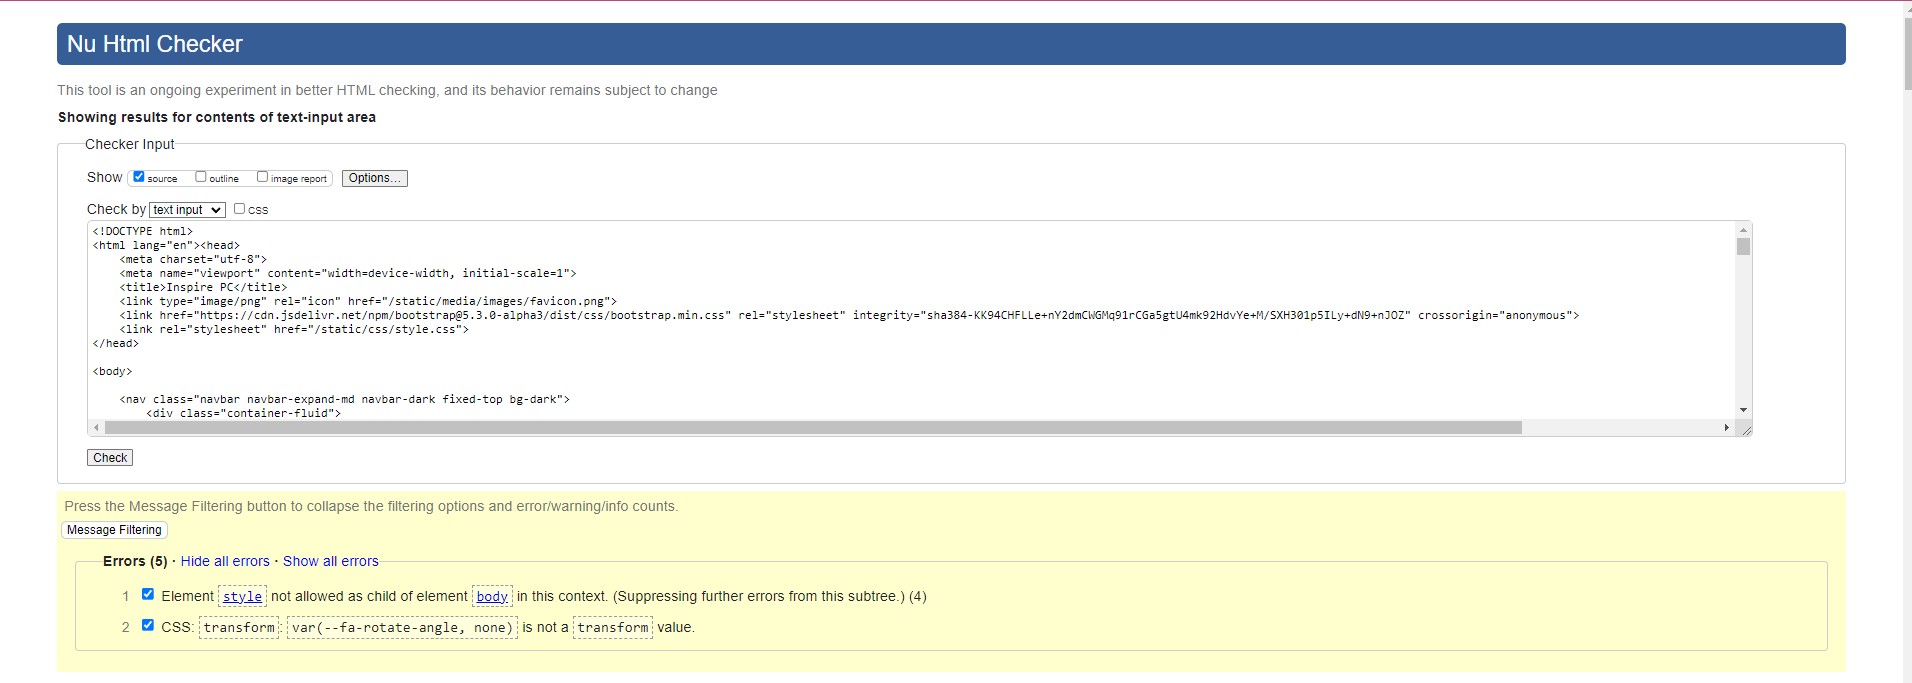 Nu Html Checker
This tool is an ongoing experiment in better HTML checking, and its behavior remains subject to change
Showing results for contents of text-input area
Checker Input
Show source outline image report Options...
Check by text input css
<!DOCTYPE html>
<html lang="en"><head>
    <meta charset="utf-8">
    <meta name="viewport" content="width=device-width, initial-scale=1">
    <title>Inspire PC</title>
    <link type="image/png" rel="icon" href="/static/media/images/favicon.png">
    <link href="https://cdn.jsdelivr.net/npm/bootstrap@5.3.0-alpha3/dist/css/bootstrap.min.css" rel="stylesheet" integrity="sha384-KK94CHFLLe+nY2dmCWGMq91rCGa5gtU4mk92HdvYe+M/SXH301p5ILy+dN9+nJOZ" crossorigin="anonymous">
    <link rel="stylesheet" href="/static/css/style.css">
</head>
<body>
    <nav class="navbar navbar-expand-md navbar-dark fixed-top bg-dark">
        <div class="container-fluid">
Check
Press the Message Filtering button to collapse the filtering options and error/warning/info counts.
Message Filtering
Errors (5) · Hide all errors · Show all errors
1 Element style not allowed as child of element body in this context. (Suppressing further errors from this subtree.) (4)
2 CSS: transform: var(--fa-rotate-angle, none) is not a transform value.